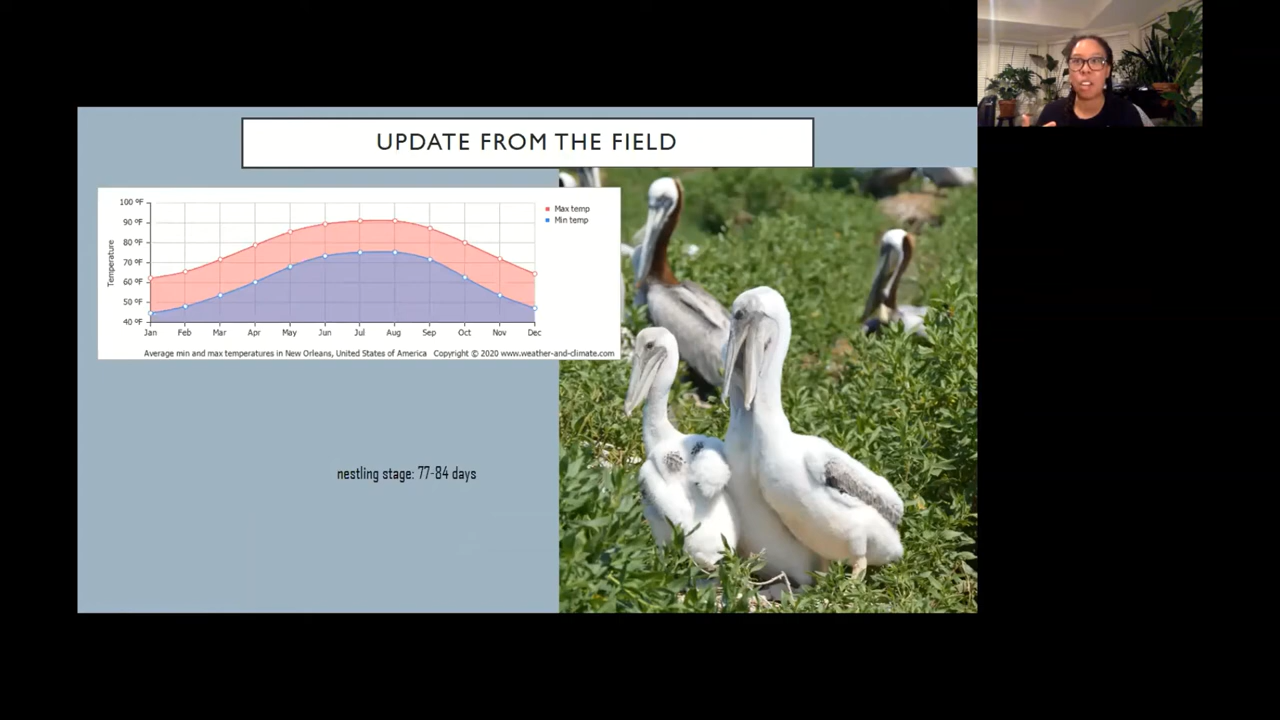 UPDATE FROM THE FIELD
100 ºF
90 ºF
80 ºF
70 ºF
60 ºF
50 ºF
40 ºF
Temperature
Max temp
Min temp
Jan Feb Mar Apr May Jun Jul Aug Sep Oct Nov Dec
Average min and max temperatures in New Orleans, United States of America Copyright © 2020 www.weather-and-climate.com
nestling stage: 77-84 days